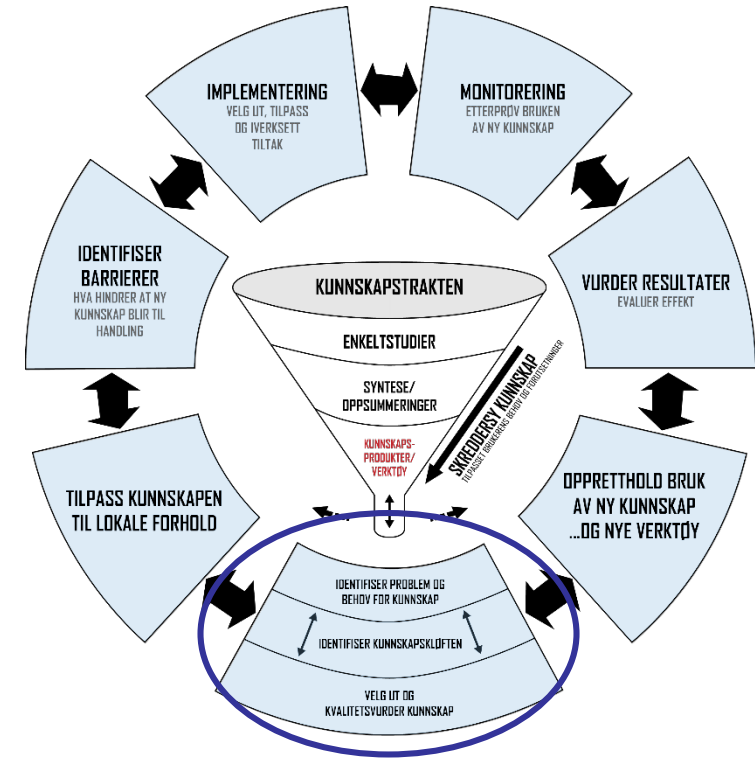 IMPLEMENTERING
VELG UT, TILPASS
OG IVERKSETT
TILTAK
MONITORERING
ETTERPRØV BRUKEN
AV NY KUNNSKAP
IDENTIFISER
BARRIERER
HVA HINDRER AT NY
KUNNSKAP BLIR TIL
HANDLING
VURDER RESULTATER
EVALUER EFFEKT
KUNNSKAPSTRAKTEN
ENKELTSTUDIER
SYNTESE/
OPPSUMMERINGER
KUNNSKAPS-
PRODUKTER/
VERKTØY
SKREDDERSY KUNNSKAP
TILPASSET BRUKERENS BEHOV OG FORUTSETNINGER
TILPASS KUNNSKAPEN
TIL LOKALE FORHOLD
OPPRETTHOLD BRUK
AV NY KUNNSKAP
...OG NYE VERKTØY
IDENTIFISER PROBLEM OG
BEHOV FOR KUNNSKAP
IDENTIFISER KUNNSKAPSKLØFTEN
VELG UT OG
KVALITETSVURDER KUNNSKAP